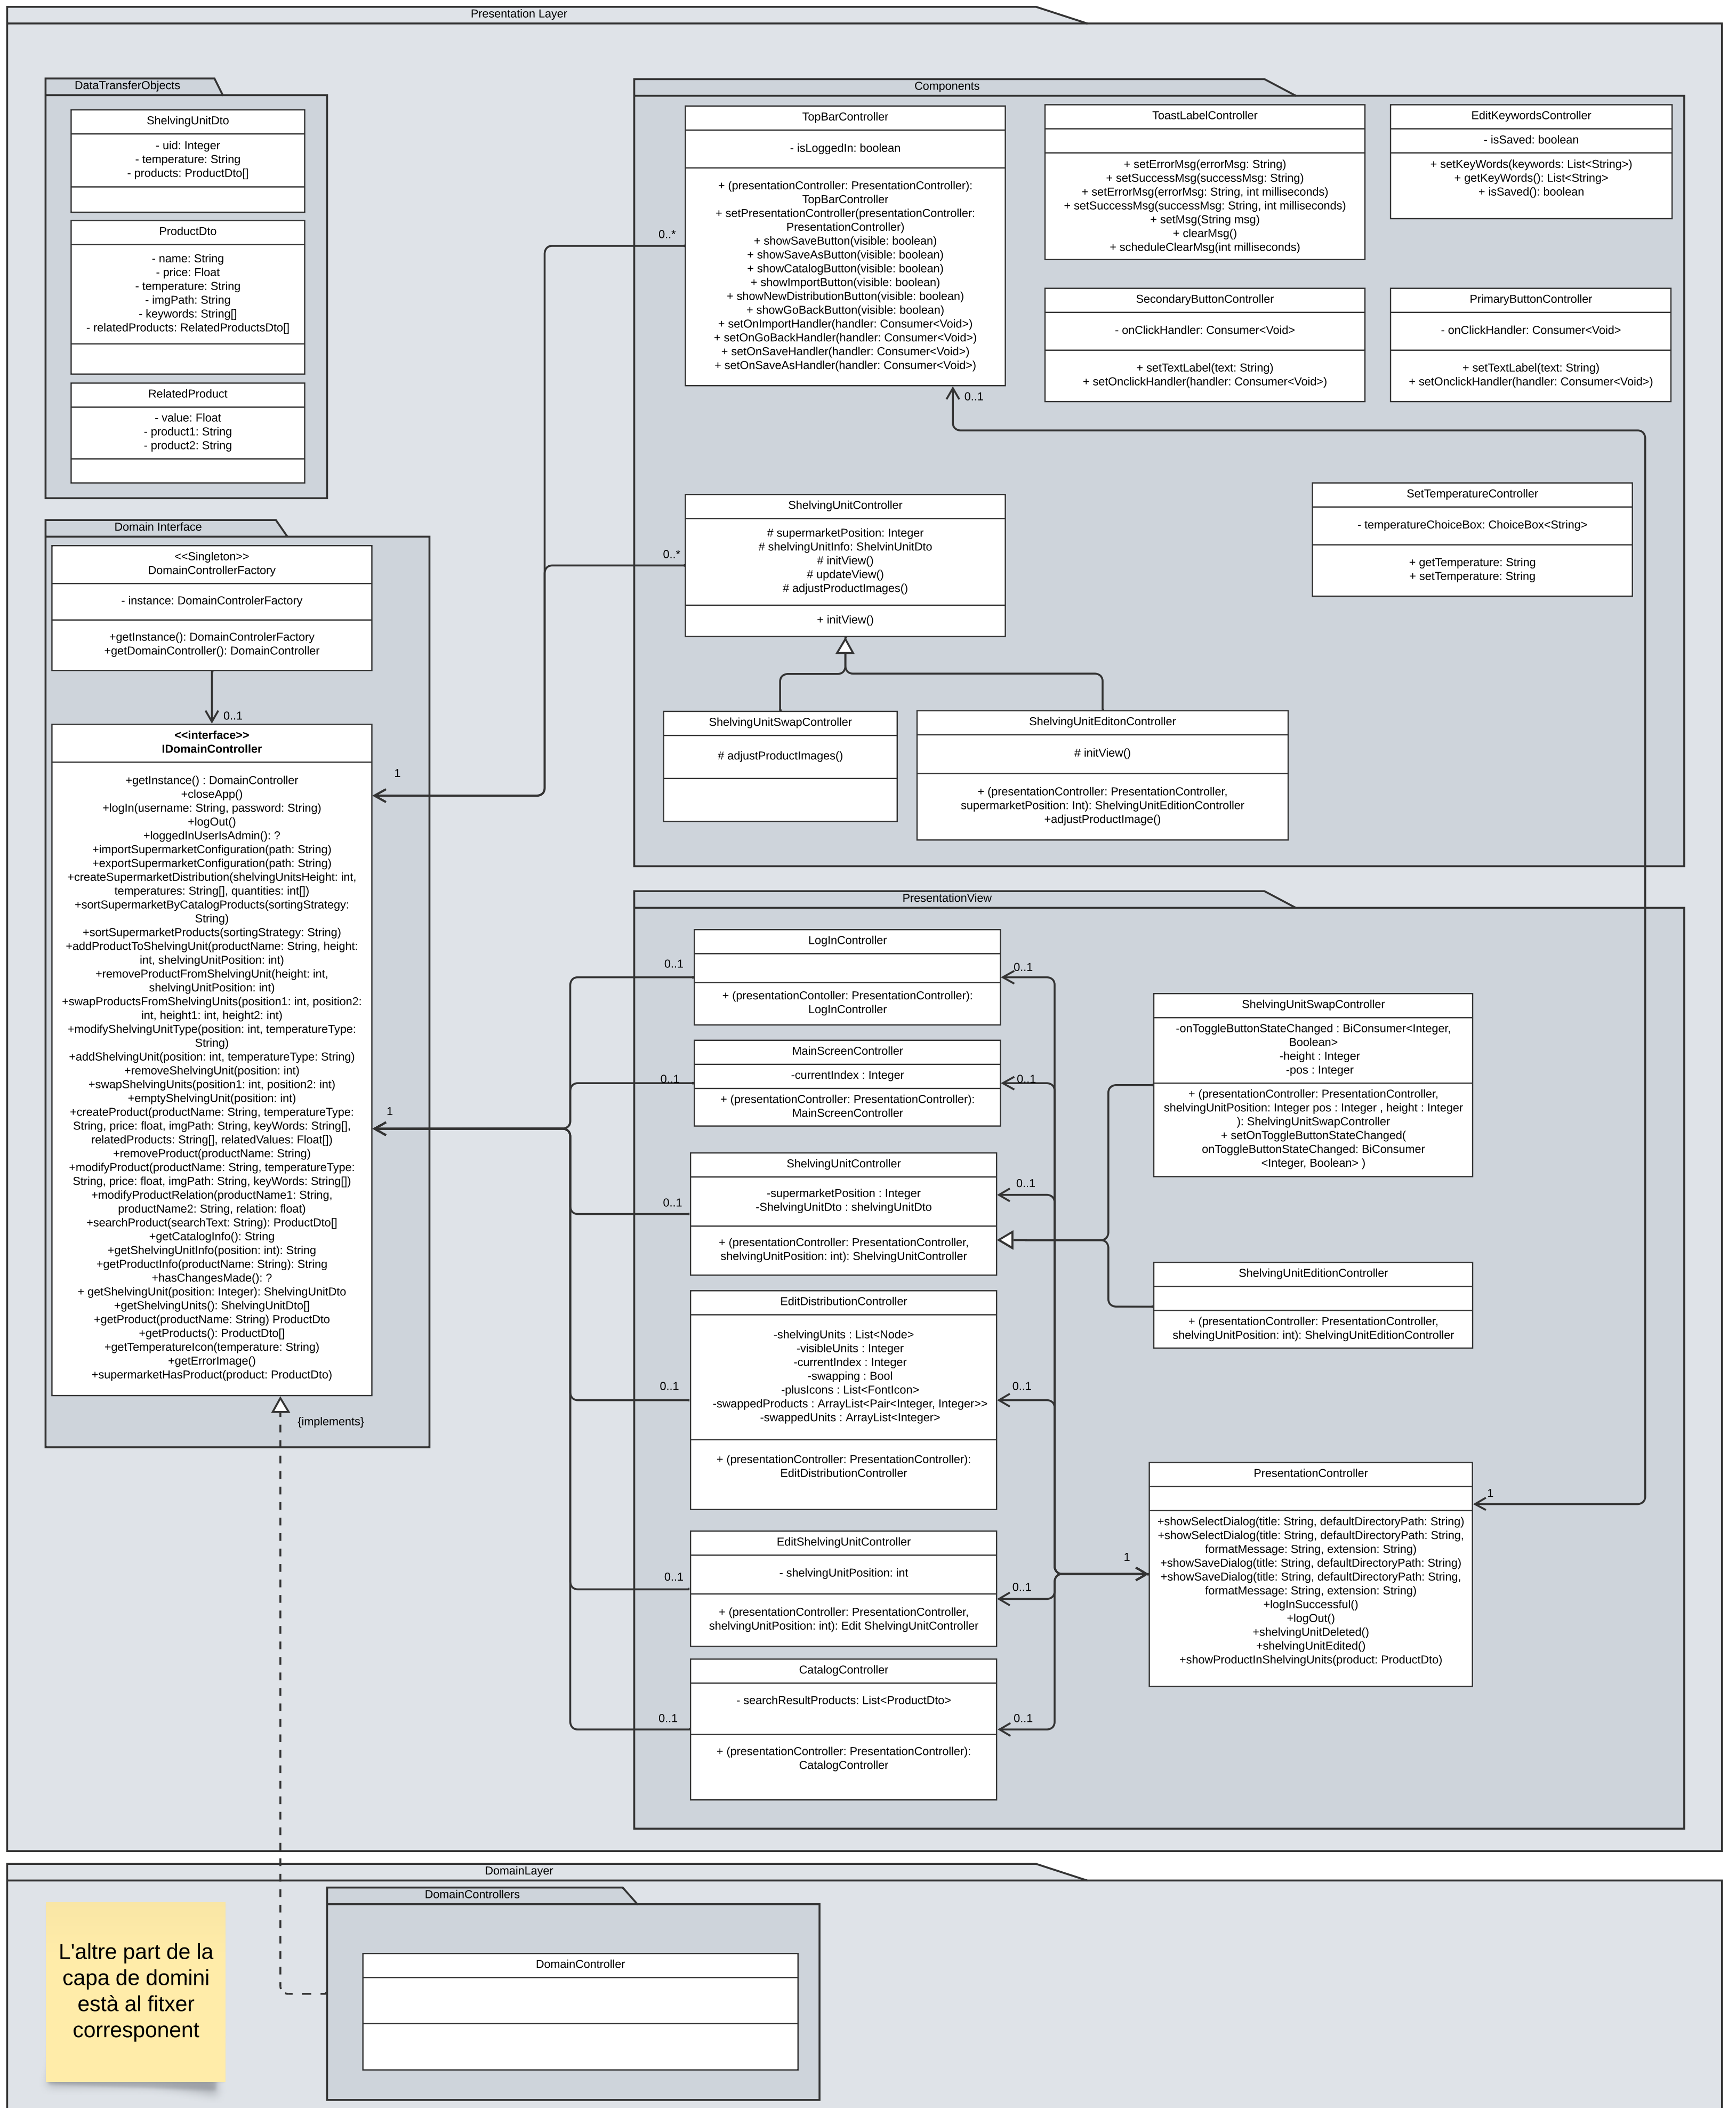 Presentation Layer
DataTransferObjects
ShelvingUnitDto
- uid: Integer
- temperature: String
- products: ProductDto[]
ProductDto
- name: String
- price: Float
- temperature: String
- imgPath: String
- keywords: String[]
- relatedProducts: RelatedProductsDto[]
RelatedProduct
- value: Float
- product1: String
- product2: String
Domain Interface
<<Singleton>>
DomainControllerFactory
- instance: DomainControlerFactory
+getInstance(): DomainControlerFactory
+getDomainController(): DomainController
0..1
<<interface>>
IDomainController
+getInstance() : DomainController
+closeApp()
+logIn(username: String, password: String)
+logOut()
+loggedInUserIsAdmin(): ?
+importSupermarketConfiguration(path: String)
+exportSupermarketConfiguration(path: String)
+createSupermarketDistribution(shelvingUnitsHeight: int,
temperatures: String[], quantities: int[])
+sortSupermarketByCatalogProducts(sortingStrategy:
String)
+sortSupermarketProducts(sortingStrategy: String)
+addProductToShelvingUnit(productName: String, height:
int, shelvingUnitPosition: int)
+removeProductFromShelvingUnit(height: int,
shelvingUnitPosition: int)
+swapProductsFromShelvingUnits(position1: int, position2:
int, height1: int, height2: int)
+modifyShelvingUnitType(position: int, temperatureType:
String)
+addShelvingUnit(position: int, temperatureType: String)
+removeShelvingUnit(position: int)
+swapShelvingUnits(position1: int, position2: int)
+emptyShelvingUnit(position: int)
+createProduct(productName: String, temperatureType:
String, price: float, imgPath: String, keyWords: String[],
relatedProducts: String[], relatedValues: Float[])
+removeProduct(productName: String)
+modifyProduct(productName: String, temperatureType:
String, price: float, imgPath: String, keyWords: String[])
+modifyProductRelation(productName1: String,
productName2: String, relation: float)
+searchProduct(searchText: String): ProductDto[]
+getCatalogInfo(): String
+getShelvingUnitInfo(position: int): String
+getProductInfo(productName: String): String
+hasChangesMade(): ?
+ getShelvingUnit(position: Integer): ShelvingUnitDto
+getShelvingUnits(): ShelvingUnitDto[]
+getProduct(productName: String) ProductDto
+getProducts(): ProductDto[]
+getTemperatureIcon(temperature: String)
+getErrorImage()
+supermarketHasProduct(product: ProductDto)
{implements}
1
1
Components
TopBarController
- isLoggedIn: boolean
+ (presentationController: PresentationController):
TopBarController
+ setPresentationController(presentationController:
PresentationController)
+ showSaveButton(visible: boolean)
+ showSaveAsButton(visible: boolean)
+ showCatalogButton(visible: boolean)
+ showImportButton(visible: boolean)
+ showNewDistributionButton(visible: boolean)
+ showGoBackButton(visible: boolean)
+ setOnImportHandler(handler: Consumer<Void>)
+ setOnGoBackHandler(handler: Consumer<Void>)
+ setOnSaveHandler(handler: Consumer<Void>)
+ setOnSaveAsHandler(handler: Consumer<Void>)
0..*
0..1
ToastLabelController
+ setErrorMsg(errorMsg: String)
+ setSuccessMsg(successMsg: String)
+ setErrorMsg(errorMsg: String, int milliseconds)
+ setSuccessMsg(successMsg: String, int milliseconds)
+ setMsg(String msg)
+ clearMsg()
+ scheduleClearMsg(int milliseconds)
EditKeywordsController
- isSaved: boolean
+ setKeyWords(keywords: List<String>)
+ getKeyWords(): List<String>
+ isSaved(): boolean
SecondaryButtonController
- onClickHandler: Consumer<Void>
+ setTextLabel(text: String)
+ setOnclickHandler(handler: Consumer<Void>)
PrimaryButtonController
- onClickHandler: Consumer<Void>
+ setTextLabel(text: String)
+ setOnclickHandler(handler: Consumer<Void>)
ShelvingUnitController
# supermarketPosition: Integer
# shelvingUnitInfo: ShelvinUnitDto
# initView()
# updateView()
# adjustProductImages()
+ initView()
0..*
SetTemperatureController
- temperatureChoiceBox: ChoiceBox<String>
+ getTemperature: String
+ setTemperature: String
ShelvingUnitSwapController
# adjustProductImages()
ShelvingUnitEditonController
# initView()
+ (presentationController: PresentationController,
supermarketPosition: Int): ShelvingUnitEditionController
+adjustProductImage()
PresentationView
LogInController
+ (presentationContoller: PresentationController):
LogInController
0..1
0..1
MainScreenController
-currentIndex : Integer
+ (presentationController: PresentationController):
MainScreenController
0..1
0..1
ShelvingUnitController
-supermarketPosition : Integer
-ShelvingUnitDto : shelvingUnitDto
+ (presentationController: PresentationController,
shelvingUnitPosition: int): ShelvingUnitController
0..1
0..1
EditDistributionController
-shelvingUnits : List<Node>
-visibleUnits : Integer
-currentIndex : Integer
-swapping : Bool
-plusIcons : List<FontIcon>
-swappedProducts : ArrayList<Pair<Integer, Integer>>
-swappedUnits : ArrayList<Integer>
+ (presentationController: PresentationController):
EditDistributionController
0..1
0..1
EditShelvingUnitController
- shelvingUnitPosition: int
+ (presentationController: PresentationController,
shelvingUnitPosition: int): Edit ShelvingUnitController
0..1
0..1
CatalogController
- searchResultProducts: List<ProductDto>
+ (presentationController: PresentationController):
CatalogController
0..1
0..1
ShelvingUnitSwapController
-onToggleButtonStateChanged : BiConsumer<Integer,
Boolean>
-height : Integer
-pos : Integer
+ (presentationController: PresentationController,
shelvingUnitPosition: Integer pos : Integer , height : Integer
): ShelvingUnitSwapController
+ setOnToggleButtonStateChanged(
onToggleButtonStateChanged: BiConsumer
<Integer, Boolean> )
ShelvingUnitEditionController
+ (presentationController: PresentationController,
shelvingUnitPosition: int): ShelvingUnitEditionController
PresentationController
+showSelectDialog(title: String, defaultDirectoryPath: String)
+showSelectDialog(title: String, defaultDirectoryPath: String,
formatMessage: String, extension: String)
+showSaveDialog(title: String, defaultDirectoryPath: String)
+showSaveDialog(title: String, defaultDirectoryPath: String,
formatMessage: String, extension: String)
+logInSuccessful()
+logOut()
+shelvingUnitDeleted()
+shelvingUnitEdited()
+showProductInShelvingUnits(product: ProductDto)
1
1
DomainLayer
DomainControllers
DomainController
L'altre part de la
capa de domini
està al fitxer
corresponent